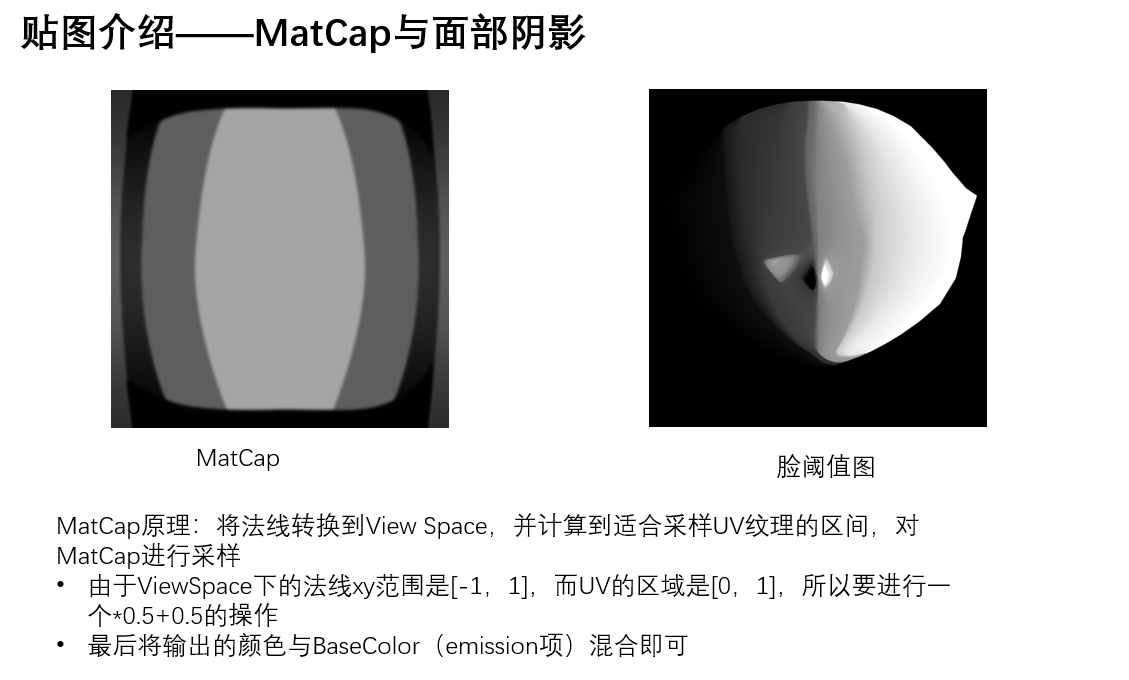 贴图介绍——MatCap与面部阴影
MatCap
脸阈值图
MatCap原理：将法线转换到View Space，并计算到适合采样UV纹理的区间，对
MatCap进行采样
• 由于ViewSpace下的法线xy范围是[-1，1]，而UV的区域是[0，1]，所以要进行一
个*0.5+0.5的操作
• 最后将输出的颜色与BaseColor（emission项）混合即可